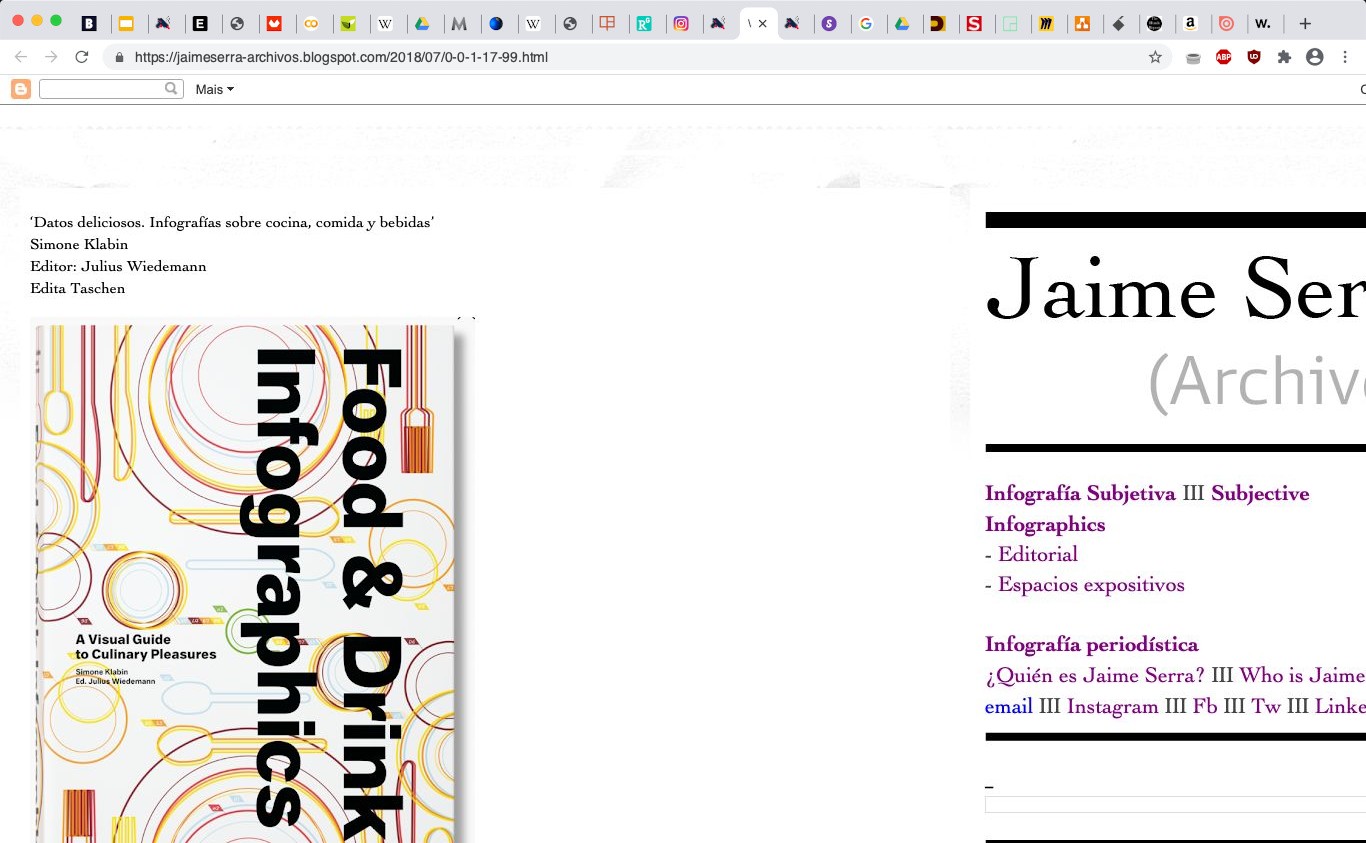 https://jaimeserra-archivos.blogspot.com/2018/07/0-0-1-17-99.html
Mais
‘Datos deliciosos. Infografías sobre cocina, comida y bebidas’
Simone Klabin
Editor: Julius Wiedemann
Edita Taschen
Food & Drink
Infographics
A Visual Guide
to Culinary Pleasures
Simone Klabin
Ed. Julius Wiedemann
Jaime Ser
(Archivo
Infografía Subjetiva III Subjective
Infographics
- Editorial
- Espacios expositivos
Infografía periodística
¿Quién es Jaime Serra? III Who is Jaime
email III Instagram III Fb III Tw III Linke